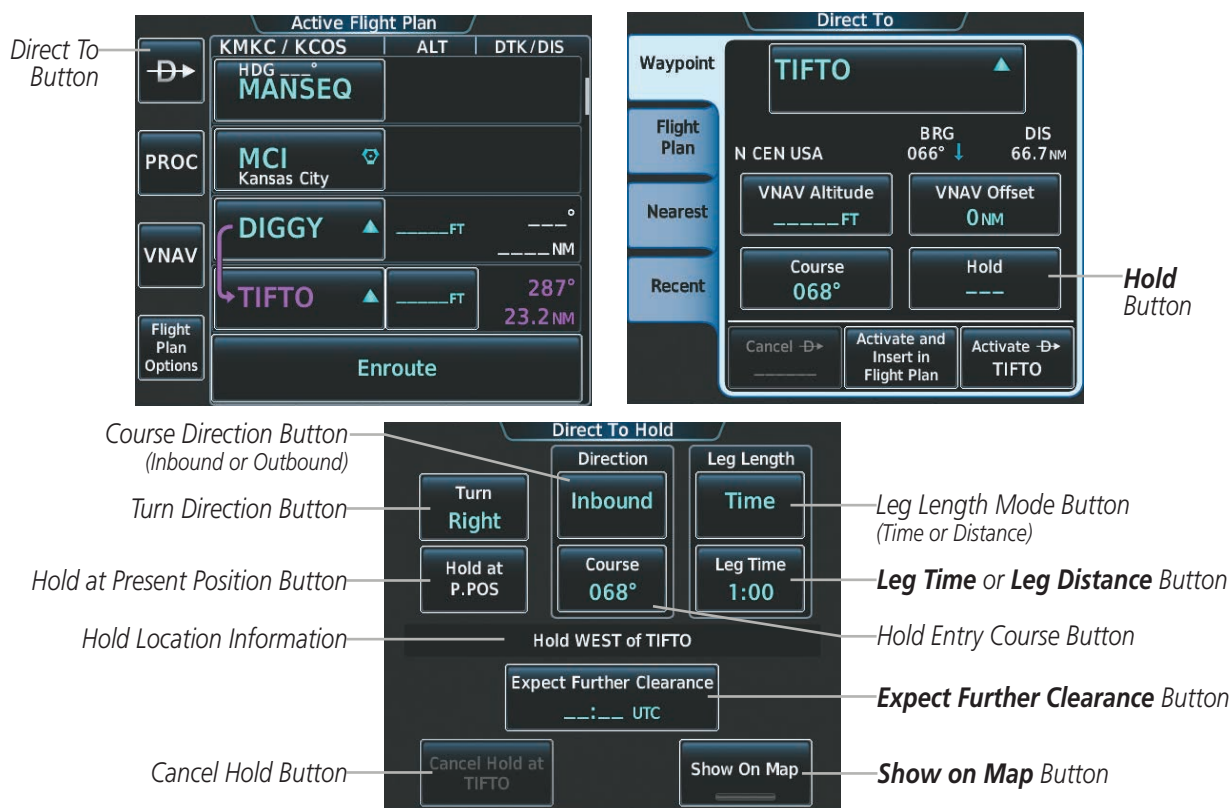 Active Flight Plan
Direct To
Button
KMKC / KCOS
ALT
DTK/DIS
HDG ___°
MANSEQ
PROC
MCI
Kansas City
VNAV
DIGGY
_____FT
___°
____NM
TIFTO
_____FT
287°
23.2NM
Flight
Plan
Options
Enroute
Direct To
Waypoint
TIFTO
Flight
Plan
N CEN USA
BRG
066°
DIS
66.7NM
Nearest
VNAV Altitude
_____FT
VNAV Offset
0NM
Recent
Course
068°
Hold
___
Hold
Button
Cancel D
______
Activate and
Insert in
Flight Plan
Activate D
TIFTO
Direct To Hold
Course Direction Button
(Inbound or Outbound)
Direction
Leg Length
Turn Direction Button
Turn
Right
Inbound
Time
Leg Length Mode Button
(Time or Distance)
Hold at Present Position Button
Hold at
P.POS
Course
068°
Leg Time
1:00
Leg Time or Leg Distance Button
Hold Location Information
Hold WEST of TIFTO
Hold Entry Course Button
Expect Further Clearance
__:__ UTC
Expect Further Clearance Button
Cancel Hold Button
Cancel Hold at
TIFTO
Show On Map
Show on Map Button